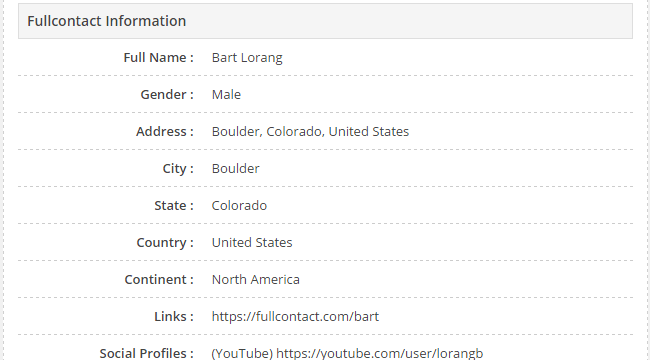 Fullcontact Information
Full Name : Bart Lorang
Gender : Male
Address : Boulder, Colorado, United States
City : Boulder
State : Colorado
Country : United States
Continent : North America
Links : https://fullcontact.com/bart
Social Profiles : (YouTube) https://youtube.com/user/lorangb